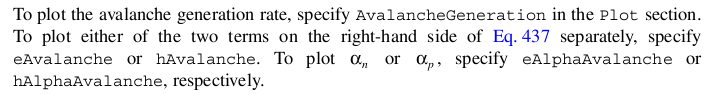 To plot the avalanche generation rate, specify AvalancheGeneration in the Plot section.
To plot either of the two terms on the right-hand side of Eq. 437 separately, specify
eAvalanche or hAvalanche. To plot αn or αp, specify eAlphaAvalanche or
hAlphaAvalanche, respectively.